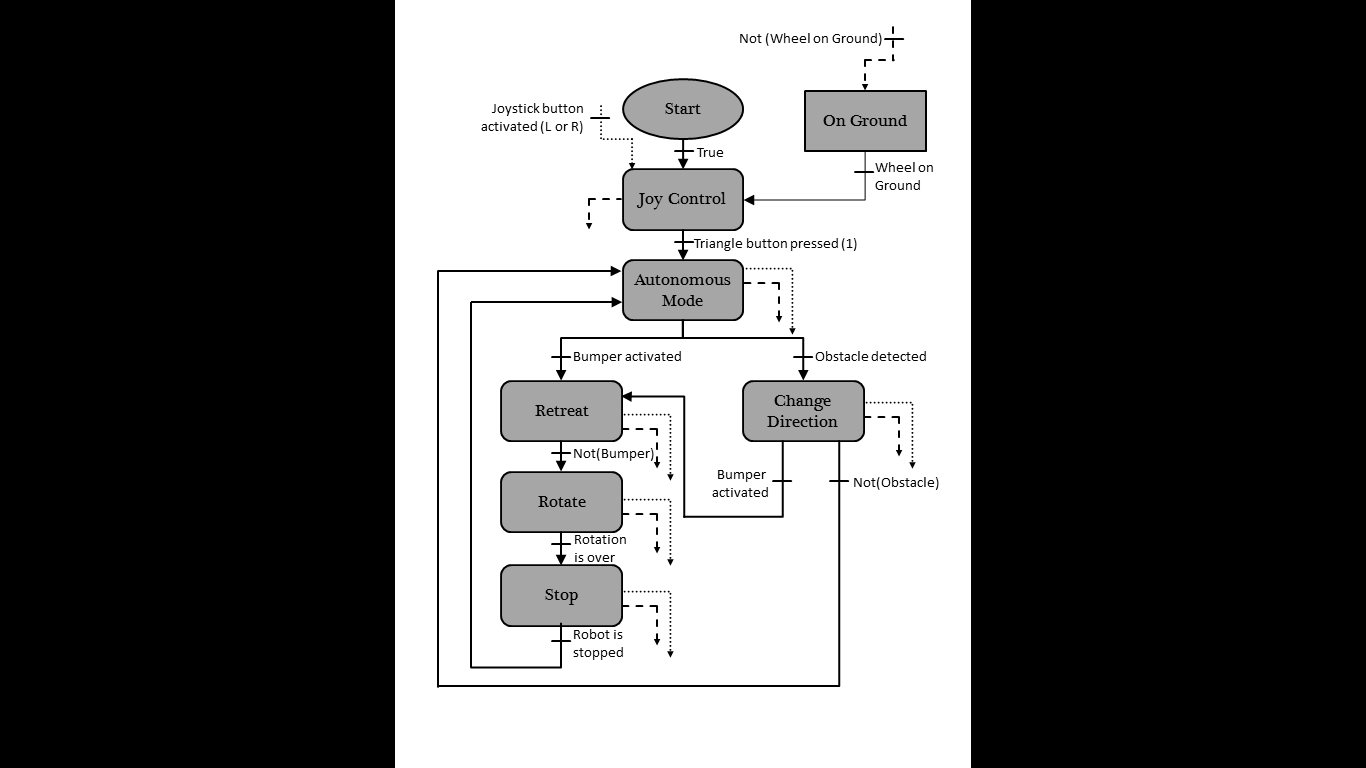 Not (Wheel on Ground)
Start
On Ground
Joystick button
activated (L or R)
True
Wheel on
Ground
Joy Control
Triangle button pressed (1)
Autonomous
Mode
Bumper activated
Obstacle detected
Retreat
Change
Direction
Not(Bumper)
Bumper
activated
Not(Obstacle)
Rotate
Rotation
is over
Stop
Robot is
stopped